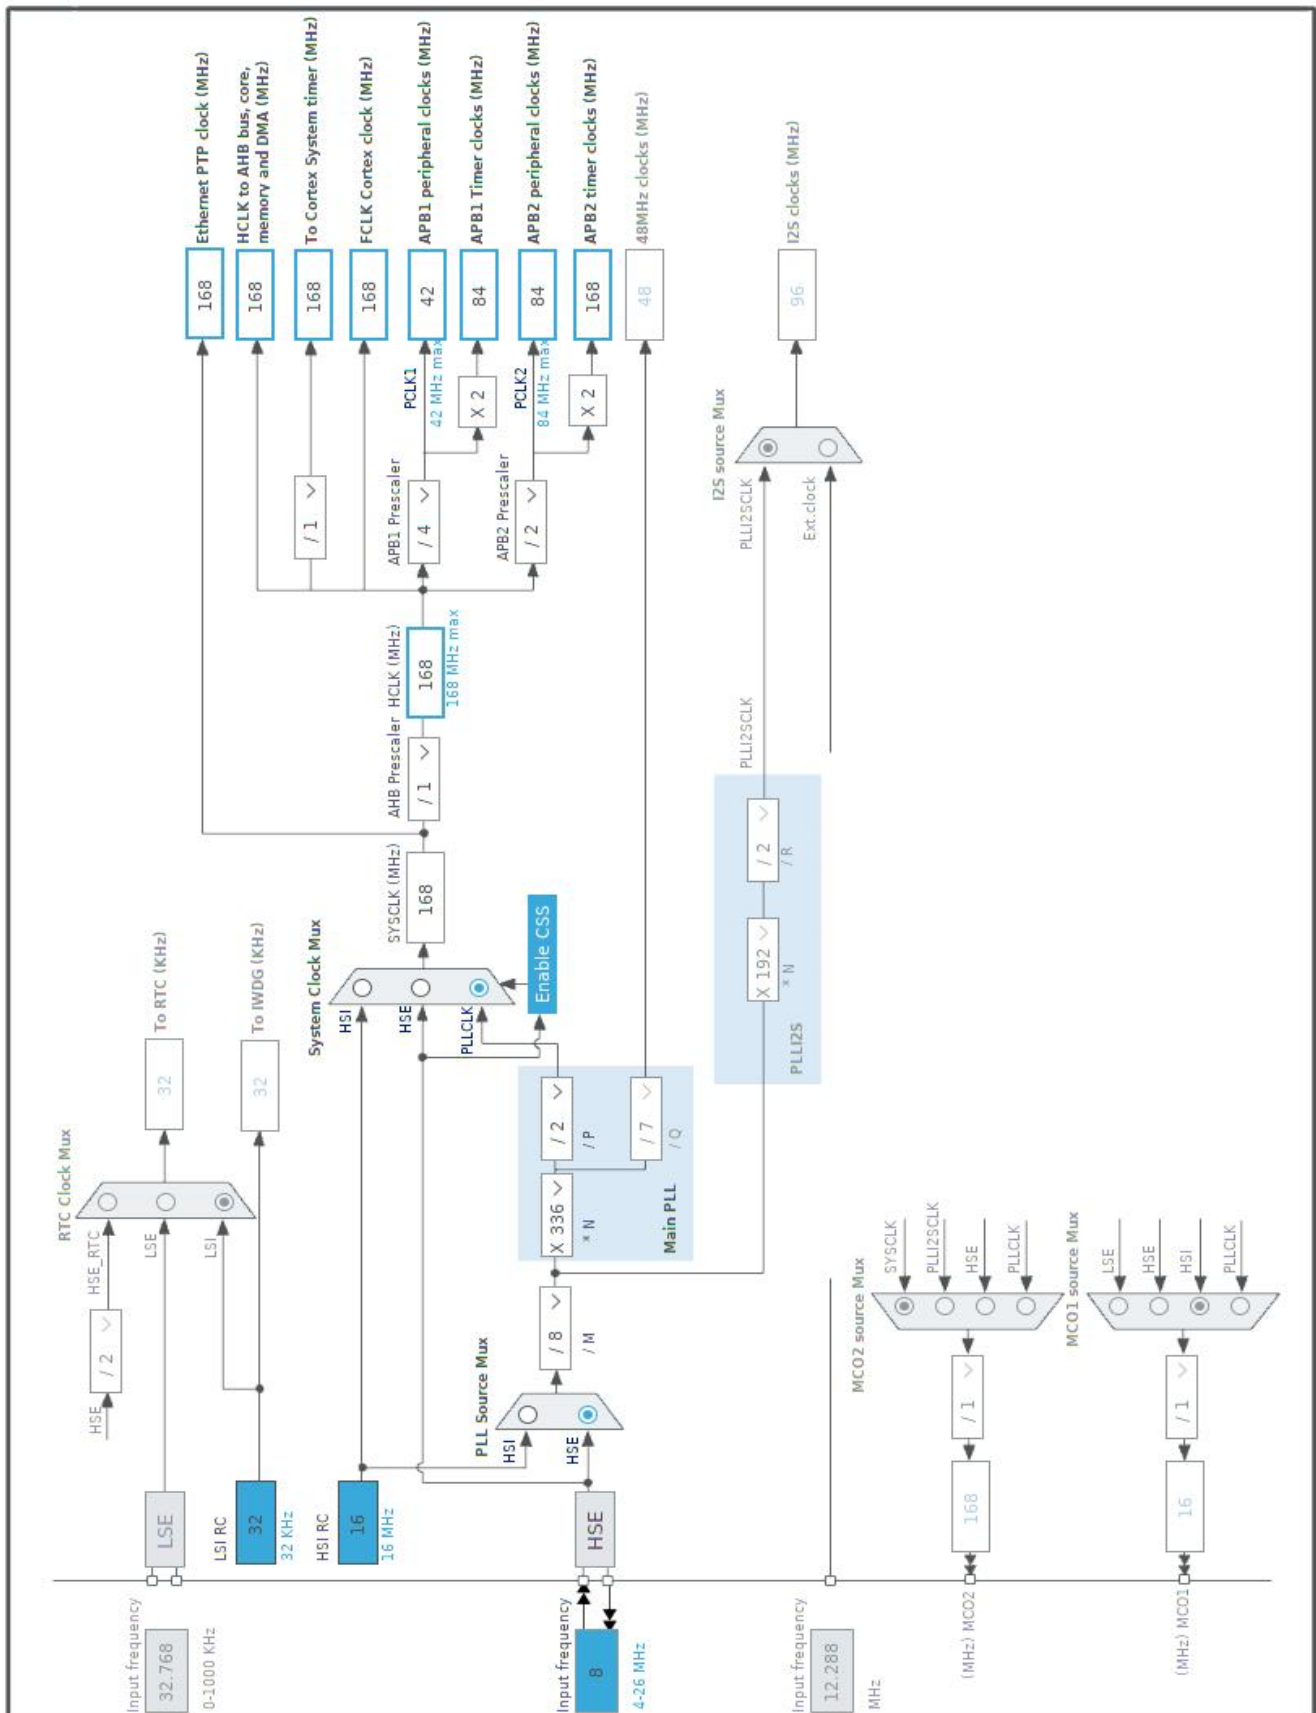 Input frequency
32.768
0-1000 KHz
LSE
LSI RC
32
32 KHz
HSI RC
16
16 MHz
HSE
/ 2
HSE_RTC
LSE
LSI
RTC Clock Mux
32
To RTC (KHz)
32
To IWDG (KHz)
Input frequency
8
4-26 MHz
HSE
PLL Source Mux
HSI
HSE
/ 8
/ M
X 336
* N
/ 2
/ P
/ 7
/ Q
Main PLL
System Clock Mux
HSI
HSE
PLLCLK
Enable CSS
SYSCLK (MHz)
168
AHB Prescaler
/ 1
HCLK (MHz)
168
168 MHz max
/ 1
APB1 Prescaler
/ 4
APB2 Prescaler
/ 2
PCLK1
42 MHz max
X 2
PCLK2
84 MHz max
X 2
168
Ethernet PTP clock (MHz)
168
HCLK to AHB bus, core,
memory and DMA (MHz)
168
To Cortex System timer (MHz)
168
FCLK Cortex clock (MHz)
42
APB1 peripheral clocks (MHz)
84
APB1 Timer clocks (MHz)
84
APB2 peripheral clocks (MHz)
168
APB2 timer clocks (MHz)
48
48MHz clocks (MHz)
X 192
* N
/ 2
/ R
PLLI2S
PLLI2SCLK
PLLI2SCLK
Ext.clock
I2S source Mux
96
I2S clocks (MHz)
Input frequency
12.288
MHz
MCO2 source Mux
SYSCLK
PLLI2SCLK
HSE
PLLCLK
/ 1
168
(MHz) MCO2
MCO1 source Mux
LSE
HSE
HSI
PLLCLK
/ 1
16
(MHz) MCO1